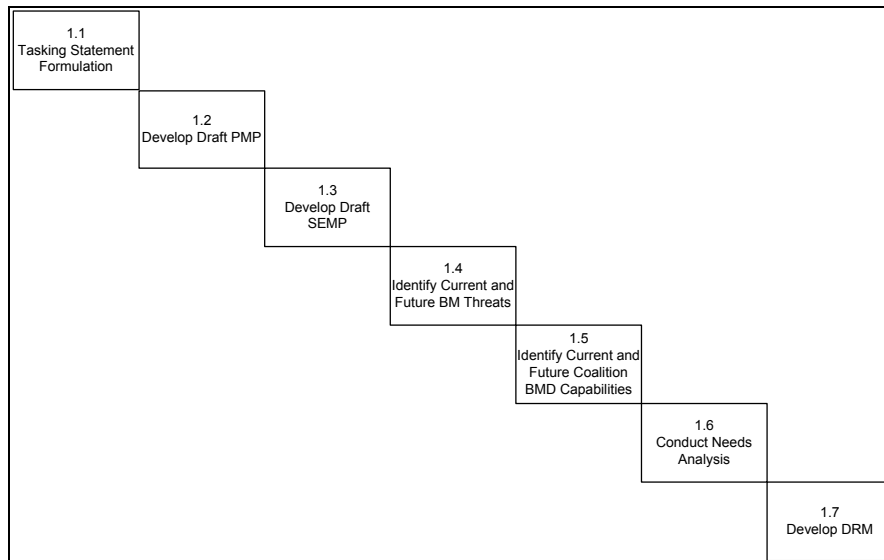 1.1
Tasking Statement
Formulation
1.2
Develop Draft PMP
1.3
Develop Draft
SEMP
1.4
Identify Current and
Future BM Threats
1.5
Identify Current and
Future Coalition
BMD Capabilities
1.6
Conduct Needs
Analysis
1.7
Develop DRM